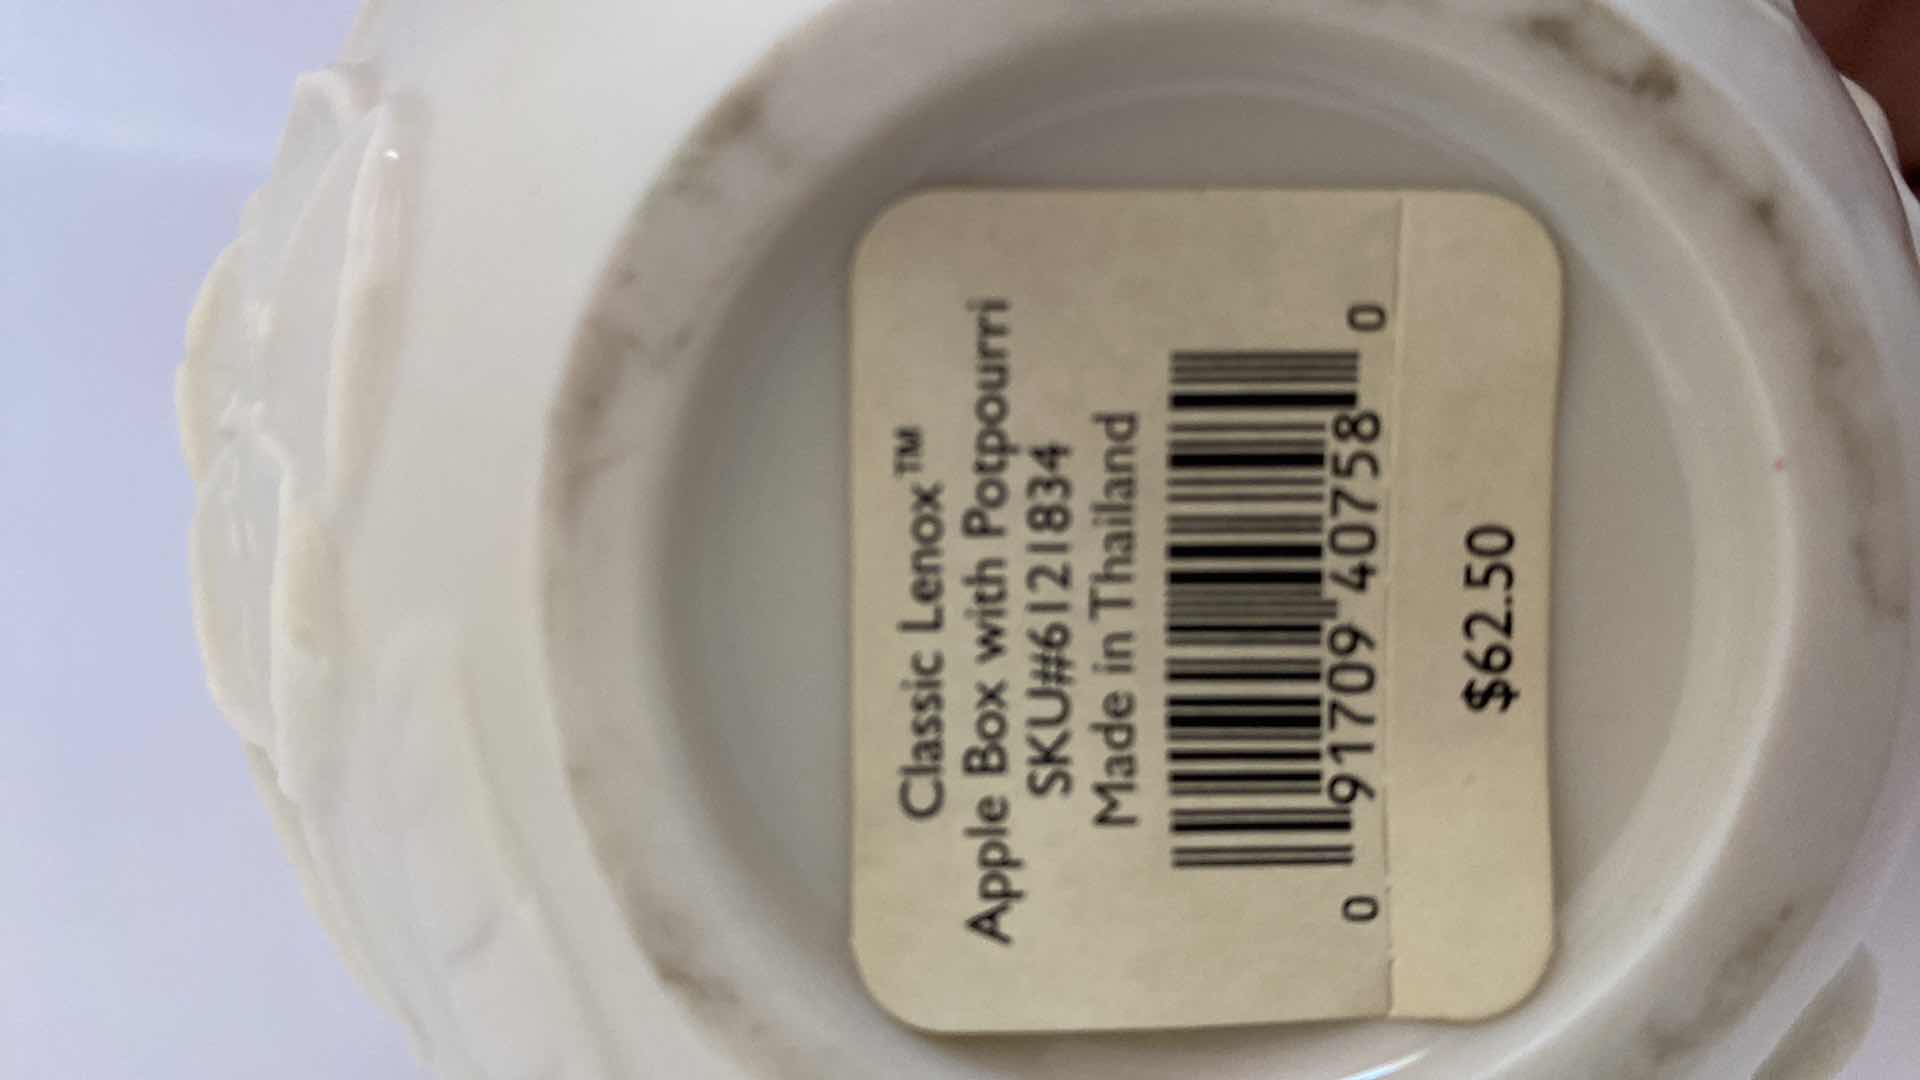 Classic Lenox™
Apple Box with Potpourri
SKU#6121834
Made in Thailand
0 91709 40758 0
$62.50